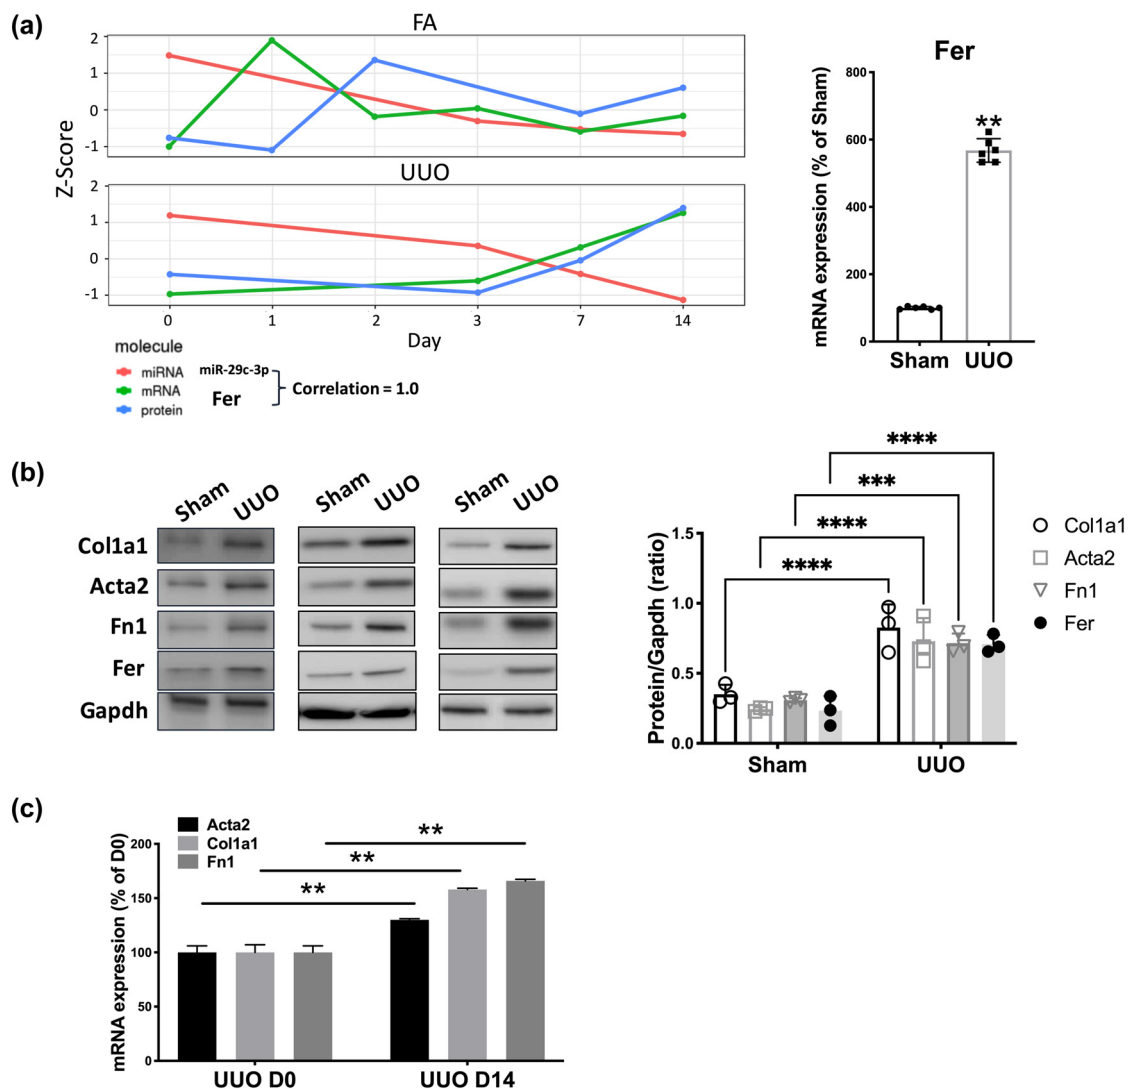 (a)
FA
Z-Score
2
1
0
-1
UUO
2
1
0
-1
0 1 2 3 7 14
Day
molecule
miRNA miR-29c-3p
mRNA Fer
protein
Correlation = 1.0
Fer
mRNA expression (% of Sham)
800
600
400
200
0
**
Sham UUO
(b)
Sham UUO Sham UUO Sham UUO
Col1a1
Acta2
Fn1
Fer
Gapdh
Protein/Gapdh (ratio)
1.5
1.0
0.5
0.0
****
***
****
****
Sham UUO
Col1a1
Acta2
Fn1
Fer
(c)
Acta2
Col1a1
Fn1
mRNA expression (% of D0)
200
150
100
50
0
**
**
**
UUO D0 UUO D14